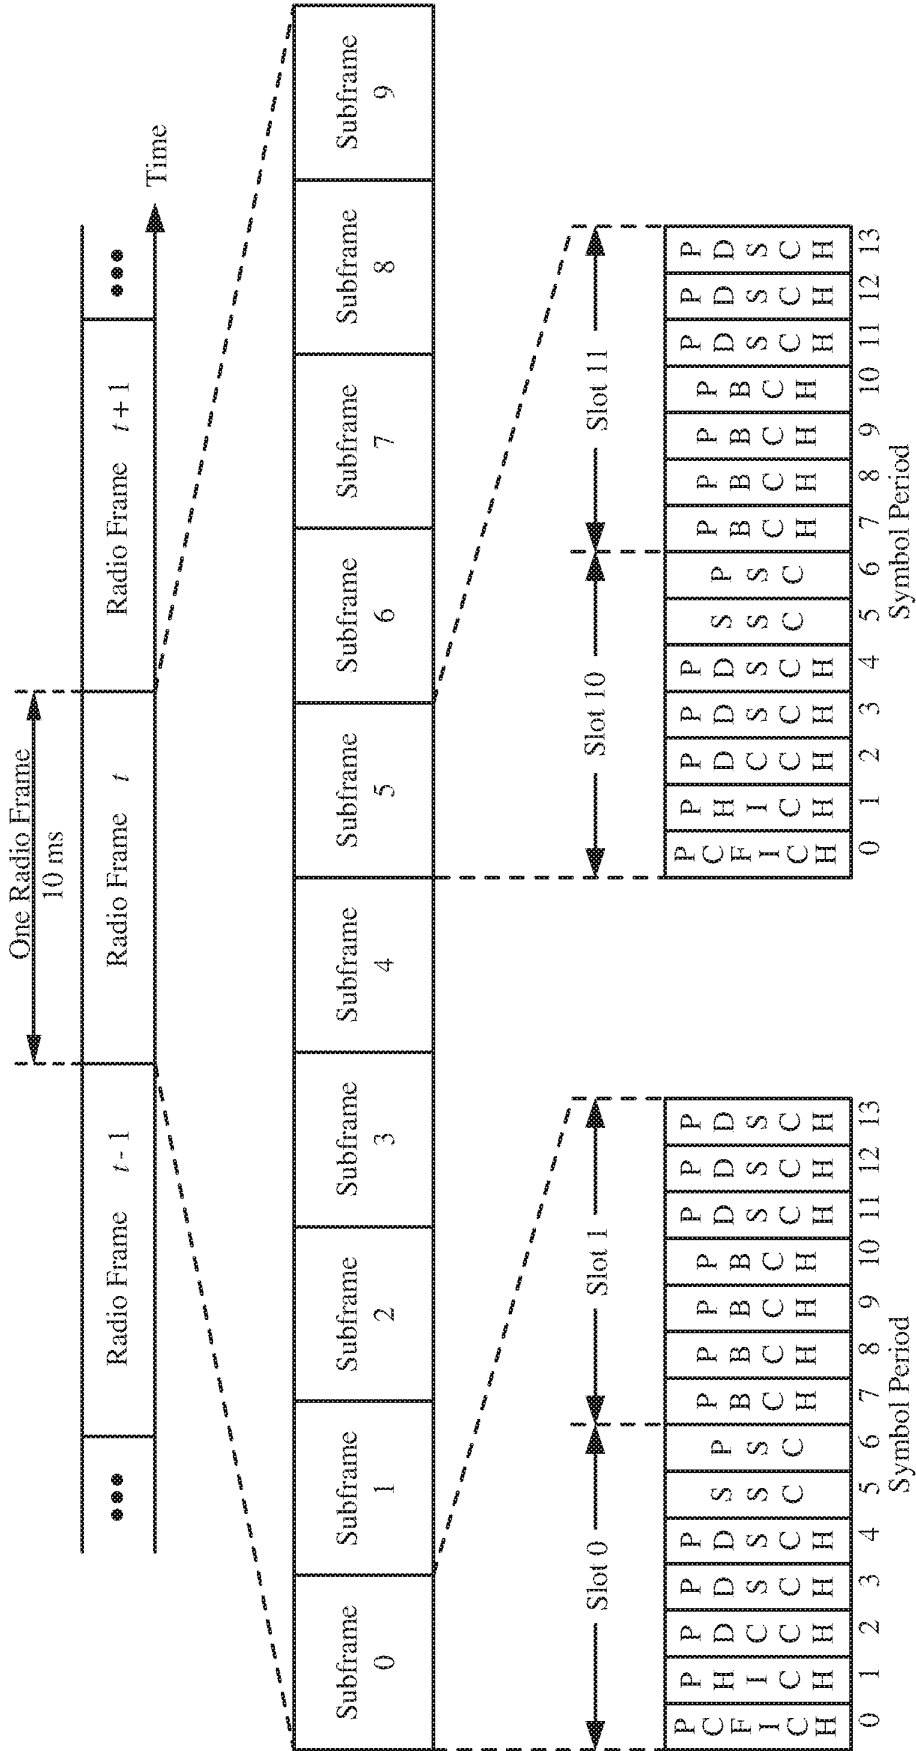 One Radio Frame
10 ms
••• Radio Frame t - 1 Radio Frame t Radio Frame t + 1 •••
Time
Subframe 0
Subframe 1
Subframe 2
Subframe 3
Subframe 4
Subframe 5
Subframe 6
Subframe 7
Subframe 8
Subframe 9
Slot 0
Slot 1
PCFICH
PHICH
PDCCH
PDSCH
PDSCH
SSC
PSC
PBCH
PBCH
PBCH
PBCH
PDSCH
PDSCH
PDSCH
0 1 2 3 4 5 6 7 8 9 10 11 12 13
Symbol Period
Slot 10
Slot 11
PCFICH
PHICH
PDCCH
PDSCH
PDSCH
SSC
PSC
PBCH
PBCH
PBCH
PBCH
PDSCH
PDSCH
PDSCH
0 1 2 3 4 5 6 7 8 9 10 11 12 13
Symbol Period